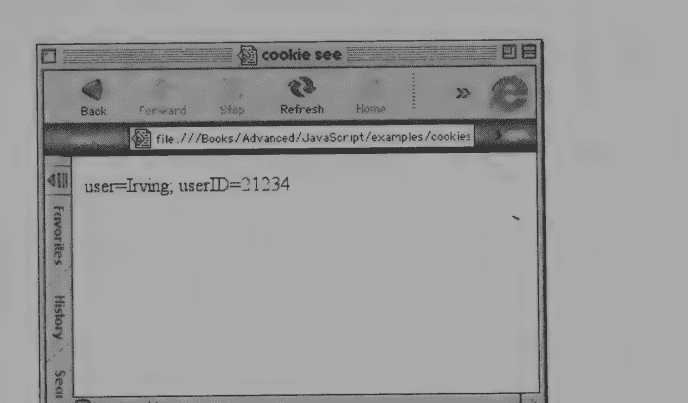 cookie see
Back Forward Stop Refresh Home »
file:///Books/Advanced/JavaScript/examples/cookies
user=Irving; userID=21234
Favorites
History